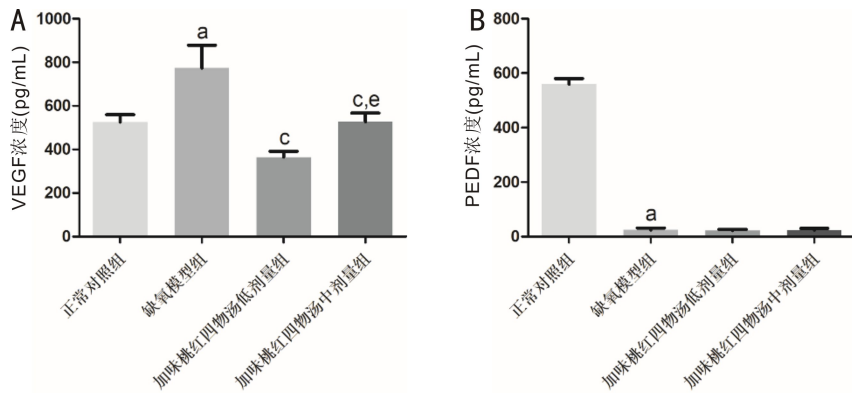 A
VEGF浓度(pg/mL)
1000
800
600
400
200
0
a
c
c,e
正常对照组
缺氧模型组
加味桃红四物汤低剂量组
加味桃红四物汤中剂量组
B
PEDF浓度(pg/mL)
800
600
400
200
0
a
正常对照组
缺氧模型组
加味桃红四物汤低剂量组
加味桃红四物汤中剂量组